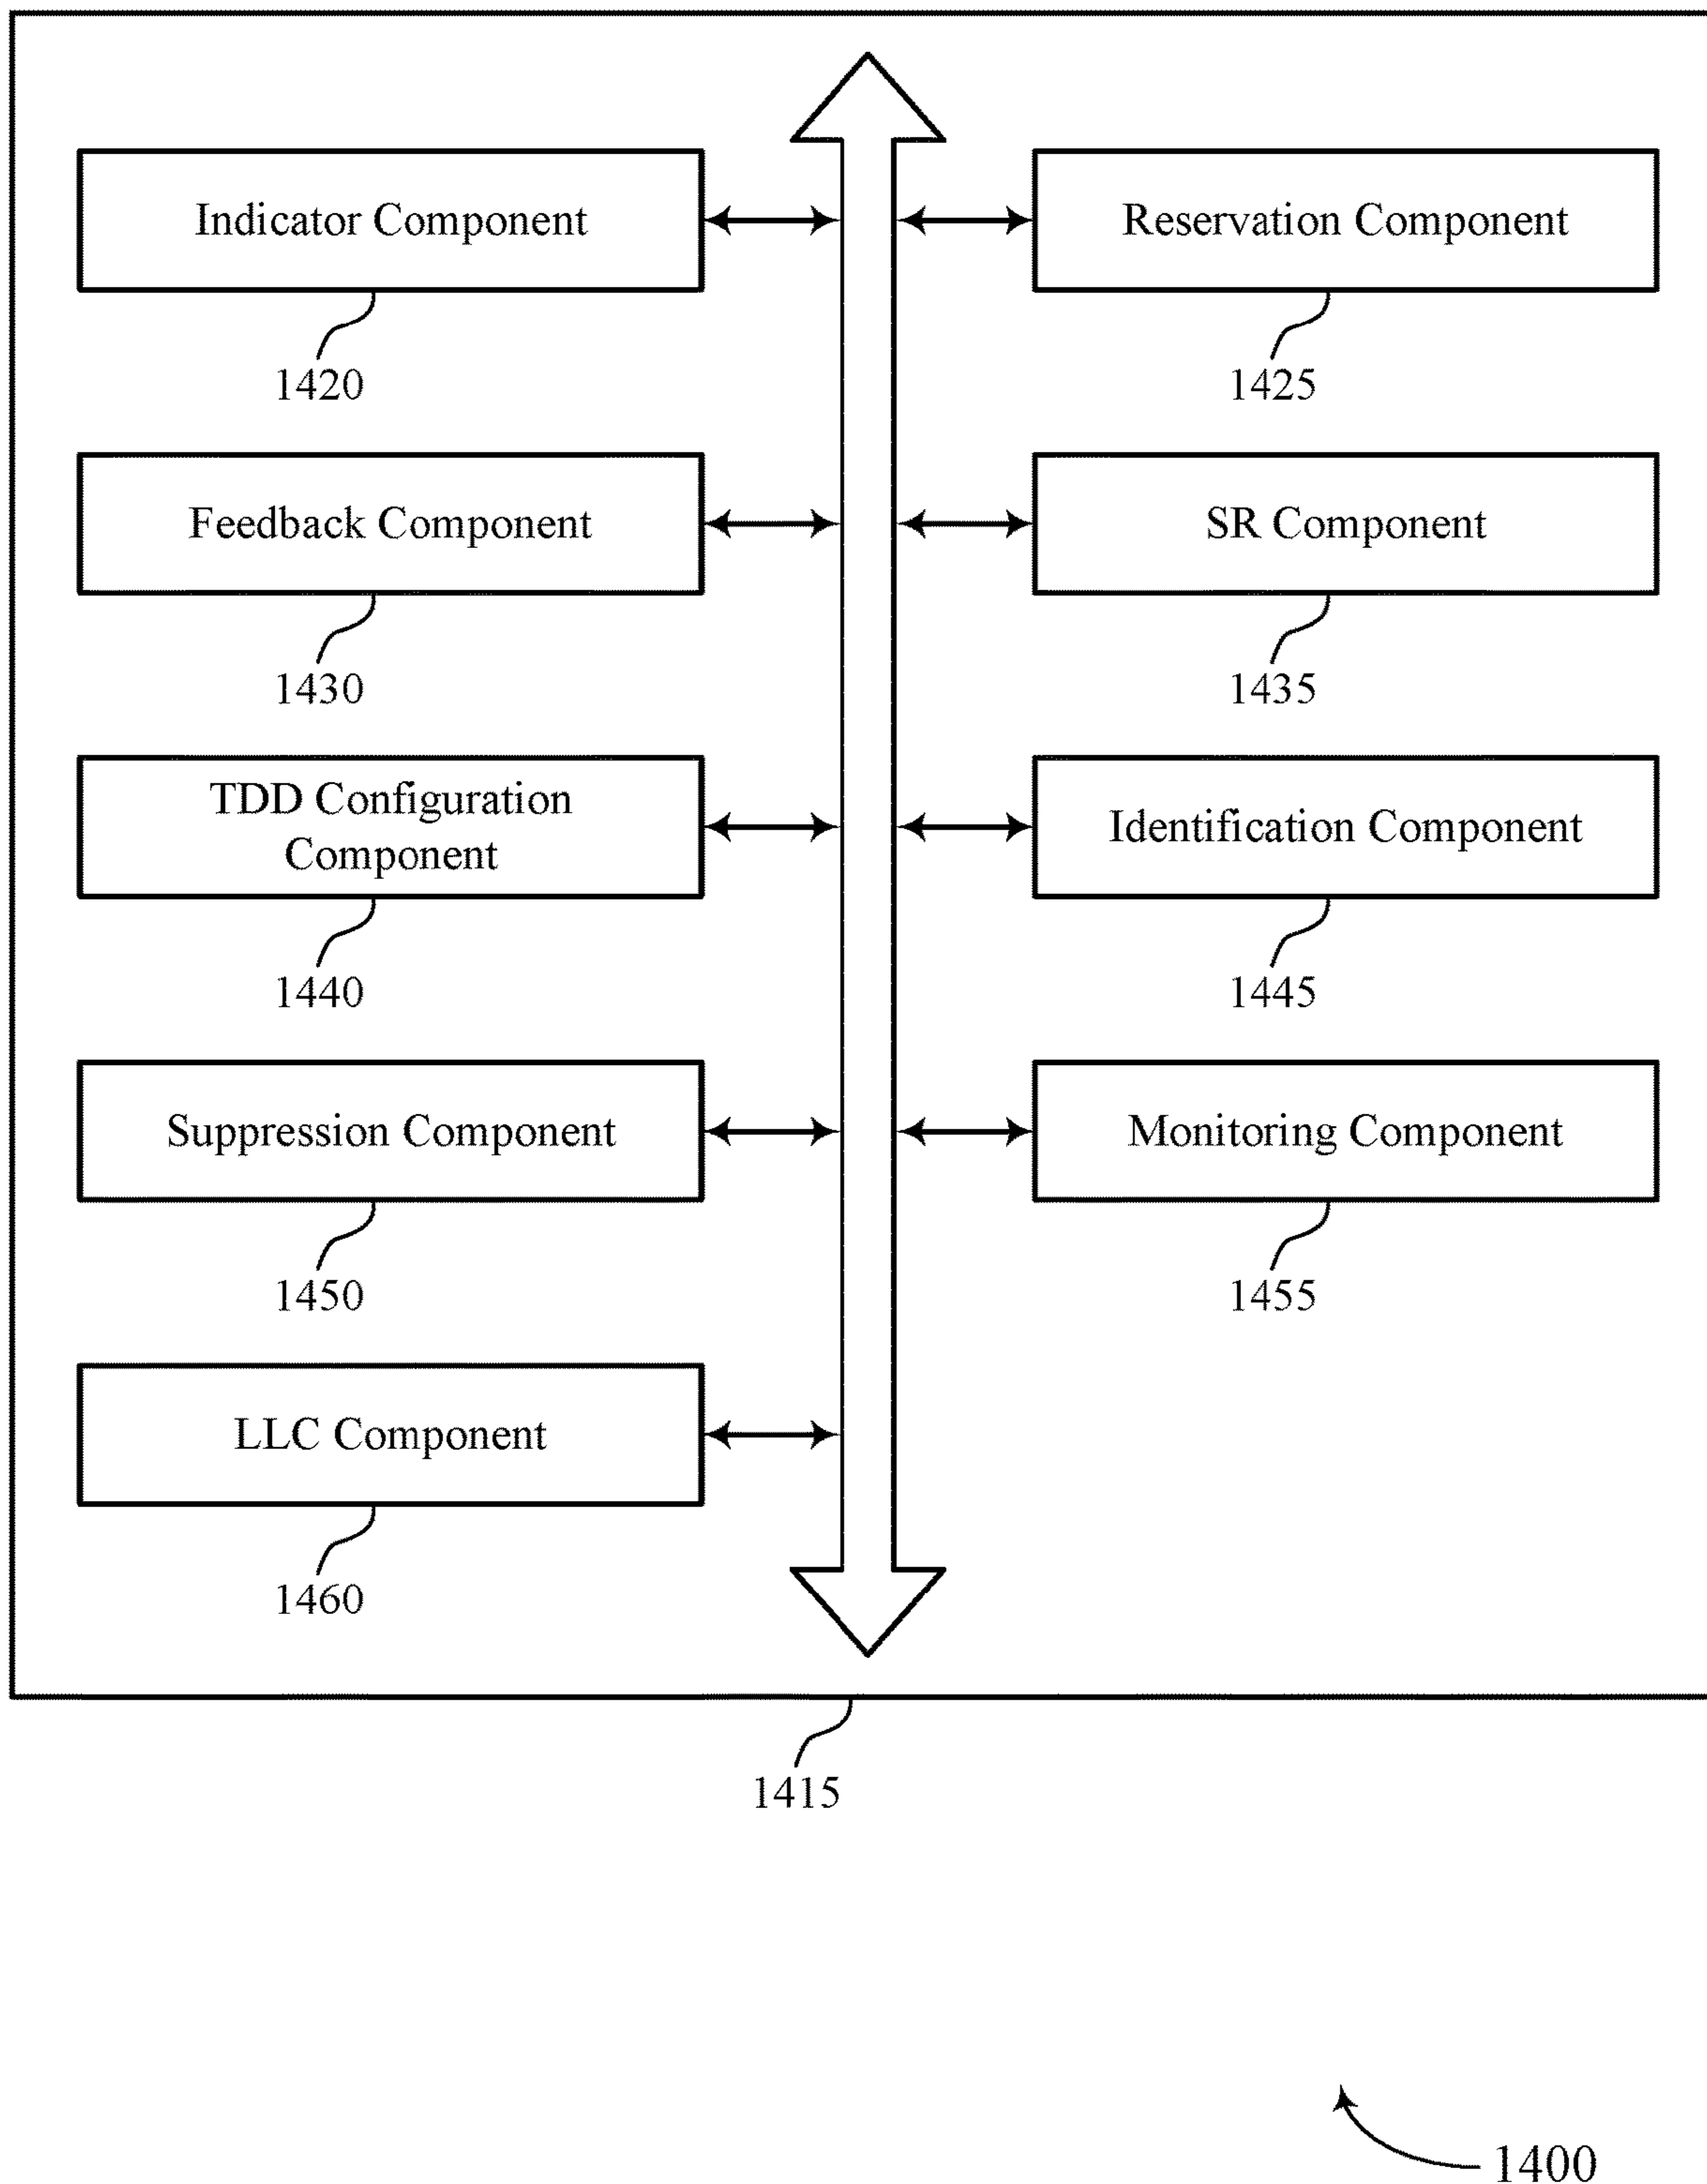 Indicator Component
Reservation Component
1420
1425
Feedback Component
SR Component
1430
1435
TDD Configuration
Component
Identification Component
1440
1445
Suppression Component
Monitoring Component
1450
1455
LLC Component
1460
1415
1400